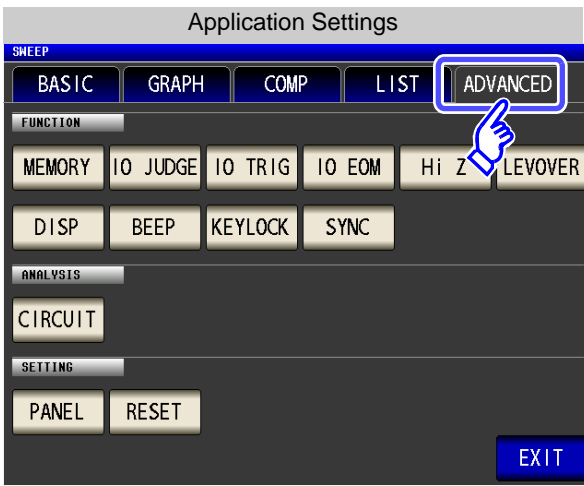 Application Settings
SWEEP
BASIC GRAPH COMP LIST ADVANCED
FUNCTION
MEMORY IO JUDGE IO TRIG IO EOM Hi Z LEVOVER
DISP BEEP KEYLOCK SYNC
ANALYSIS
CIRCUIT
SETTING
PANEL RESET
EXIT